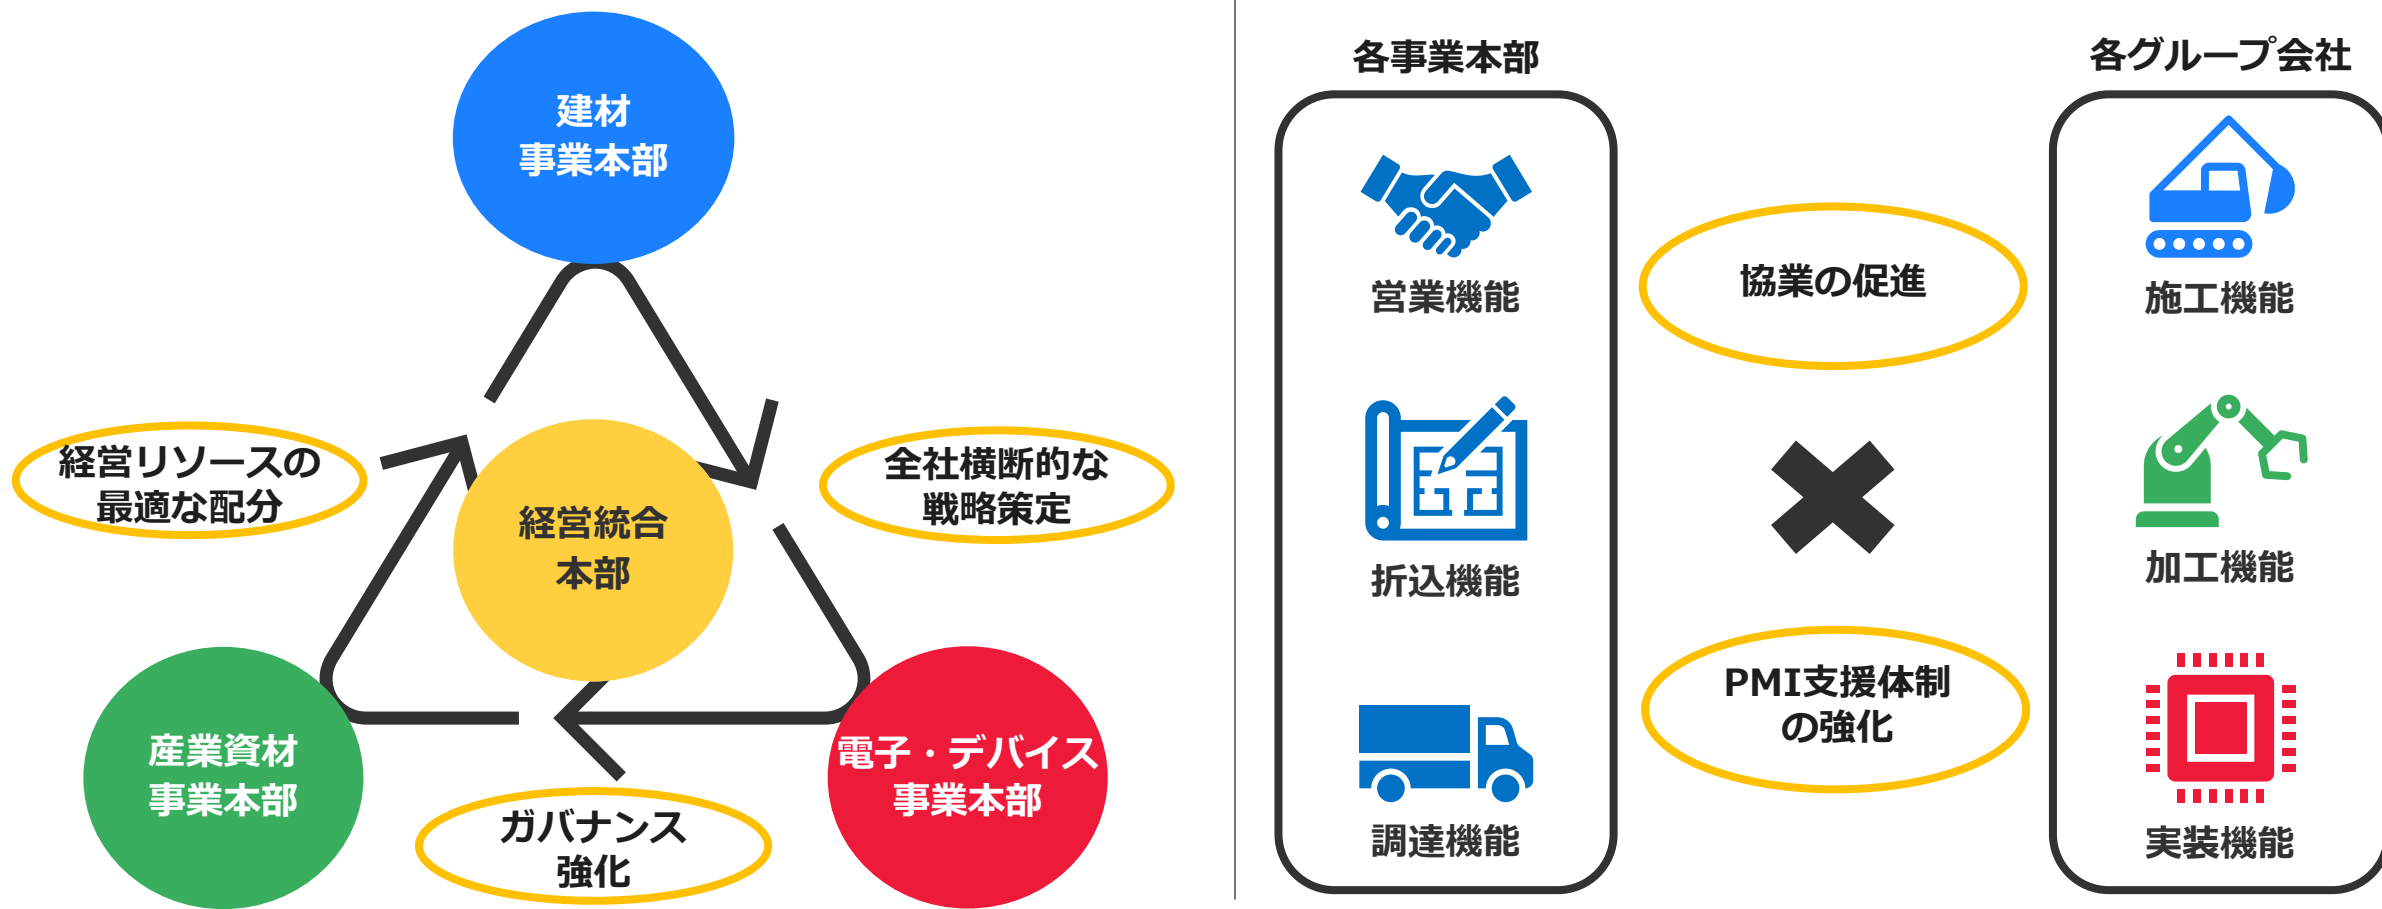 建材
事業本部
経営リソースの
最適な配分
全社横断的な
戦略策定
経営統合
本部
産業資材
事業本部
電子・デバイス
事業本部
ガバナンス
強化
各事業本部
営業機能
折込機能
調達機能
協業の促進
PMI支援体制
の強化
各グループ会社
施工機能
加工機能
実装機能